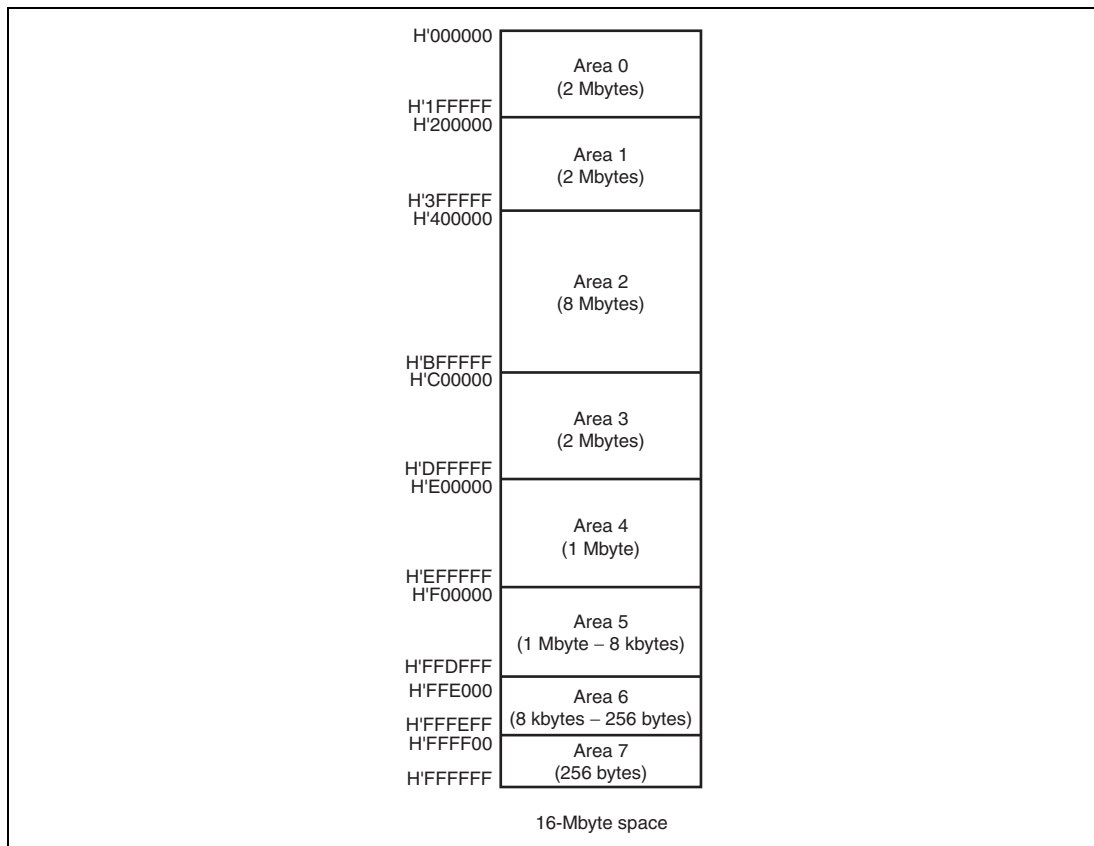 H'000000
Area 0
(2 Mbytes)
H'1FFFFF
H'200000
Area 1
(2 Mbytes)
H'3FFFFF
H'400000
Area 2
(8 Mbytes)
H'BFFFFF
H'C00000
Area 3
(2 Mbytes)
H'DFFFFF
H'E00000
Area 4
(1 Mbyte)
H'EFFFFF
H'F00000
Area 5
(1 Mbyte – 8 kbytes)
H'FFDFFF
H'FFE000
Area 6
(8 kbytes – 256 bytes)
H'FFFEFF
H'FFFF00
Area 7
(256 bytes)
H'FFFFFF
16-Mbyte space